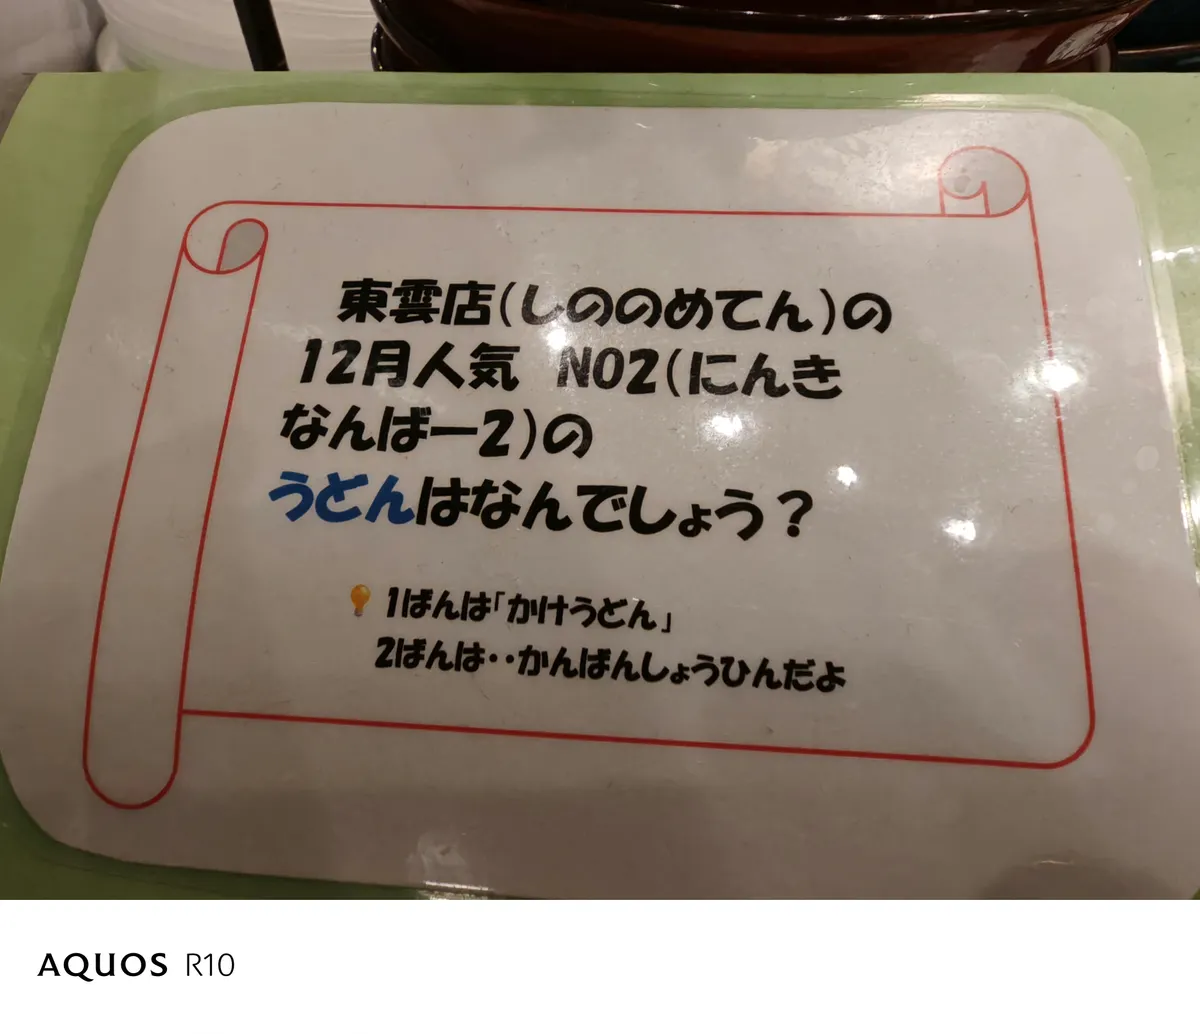 東雲店(しののめてん)の
12月人気 NO2(にんき
なんばー2)の
うどんはなんでしょう?
1ばんは「かけうどん」
2ばんは・・かんばんしょうひんだよ
AQUOS R10